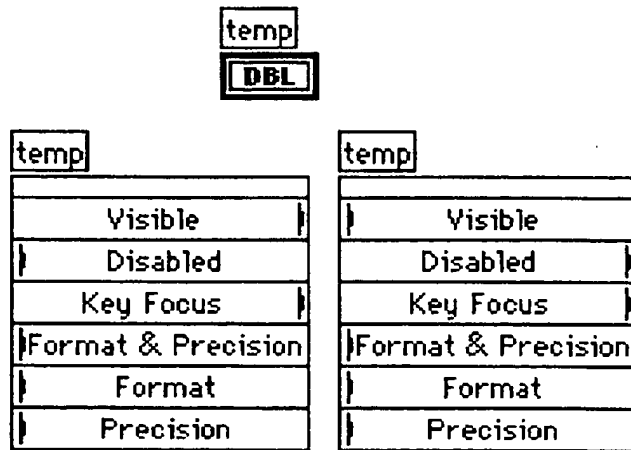 temp
DBL
temp
Visible
Disabled
Key Focus
Format & Precision
Format
Precision
temp
Visible
Disabled
Key Focus
Format & Precision
Format
Precision